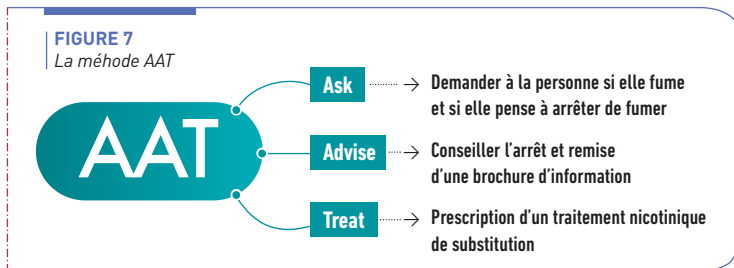 FIGURE 7
La méhode AAT
AAT
Ask
Demander à la personne si elle fume
et si elle pense à arrêter de fumer
Advise
Conseiller l'arrêt et remise
d'une brochure d'information
Treat
Prescription d'un traitement nicotinique
de substitution